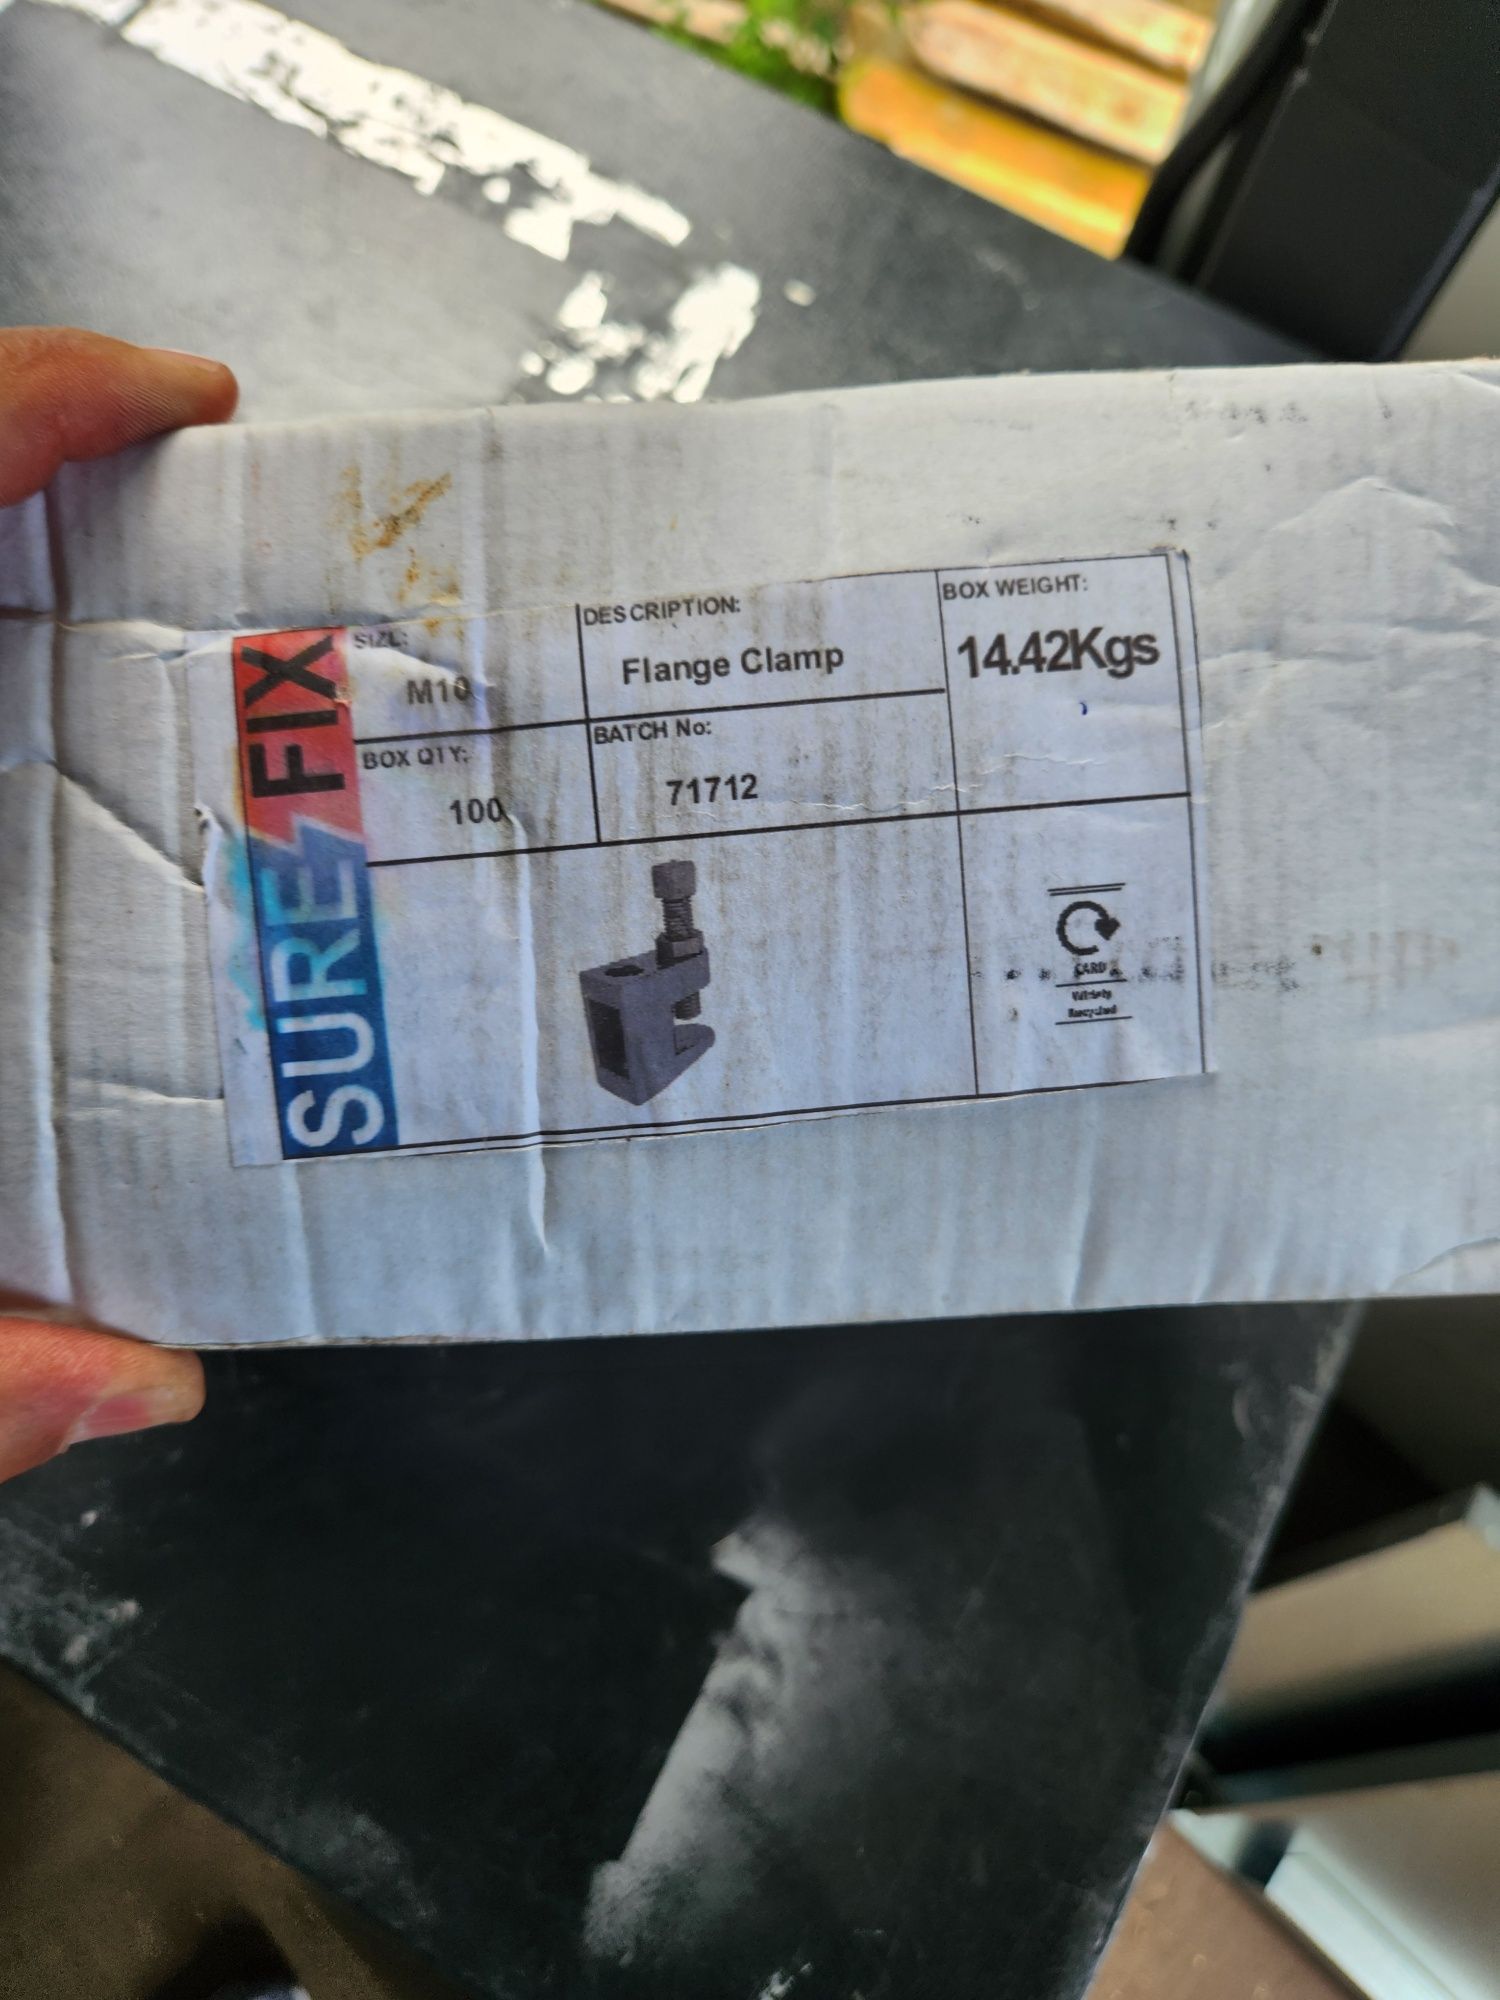 SURE FIX
SIZE:
M10
DESCRIPTION:
Flange Clamp
BOX WEIGHT:
14.42Kgs
BOX QTY:
100
BATCH No:
71712
CARD
Widely
Recycled